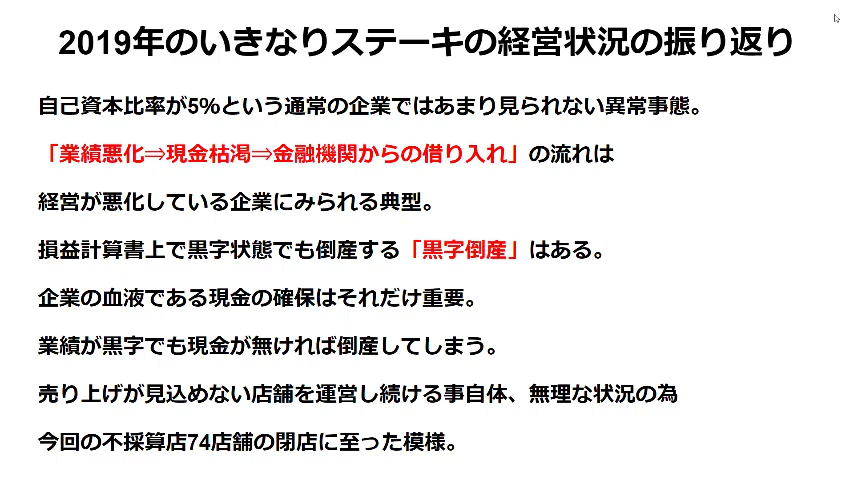 2019年のいきなりステーキの経営状況の振り返り
自己資本比率が5%という通常の企業ではあまり見られない異常事態。
「業績悪化⇒現金枯渇⇒金融機関からの借り入れ」の流れは
経営が悪化している企業にみられる典型。
損益計算書上で黒字状態でも倒産する「黒字倒産」はある。
企業の血液である現金の確保はそれだけ重要。
業績が黒字でも現金が無ければ倒産してしまう。
売り上げが見込めない店舗を運営し続ける事自体、無理な状況の為
今回の不採算店74店舗の閉店に至った模様。